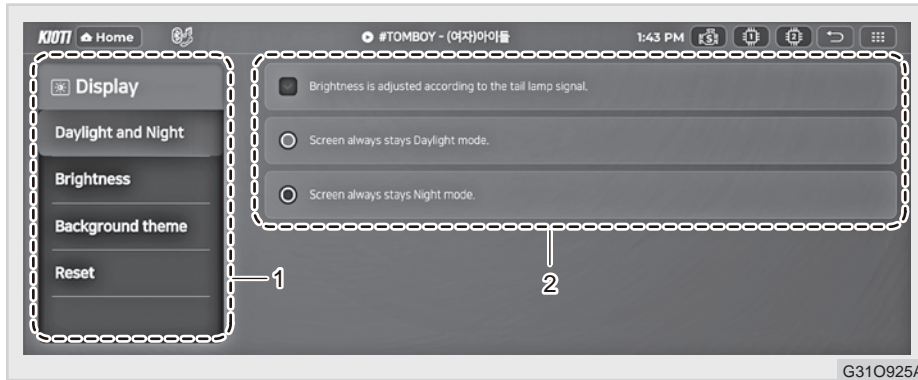 KIOTI Home #TOMBOY - (여자)아이들 1:43 PM S 1 2
Display
Daylight and Night
Brightness
Background theme
Reset
Brightness is adjusted according to the tail lamp signal.
Screen always stays Daylight mode.
Screen always stays Night mode.
1
2
G31O925A